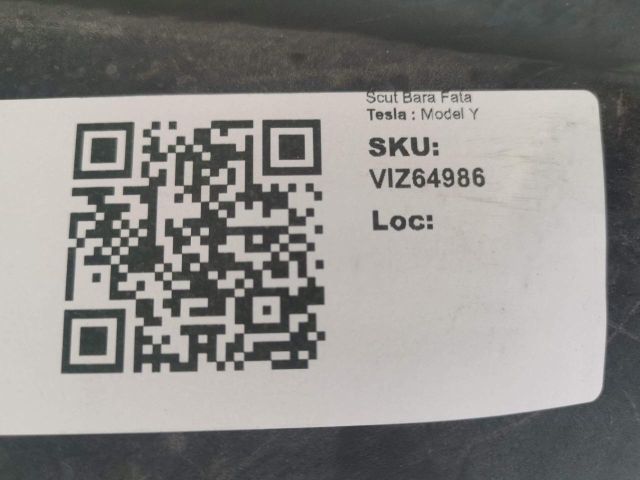 Scut Bara Fata
Tesla : Model Y
SKU:
VIZ64986
Loc: